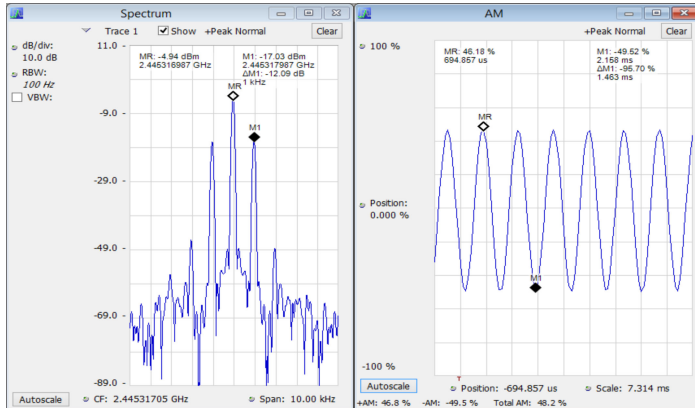 Spectrum
Trace 1 Show +Peak Normal Clear
dB/div:
10.0 dB
RBW:
100 Hz
VBW:
11.0
-9.0
-29.0
-49.0
-69.0
-89.0
MR: -4.94 dBm
2.445316987 GHz
M1: -17.03 dBm
2.445317987 GHz
ΔM1: -12.09 dB
1 kHz
MR
M1
Autoscale CF: 2.44531705 GHz Span: 10.00 kHz
AM
+Peak Normal Clear
100 %
MR: 46.18 %
694.857 us
M1: -49.52 %
2.158 ms
ΔM1: -95.70 %
1.463 ms
MR
Position:
0.000 %
M1
-100 %
T
Autoscale Position: -694.857 us Scale: 7.314 ms
+AM: 46.8 % -AM: -49.5 % Total AM: 48.2 %